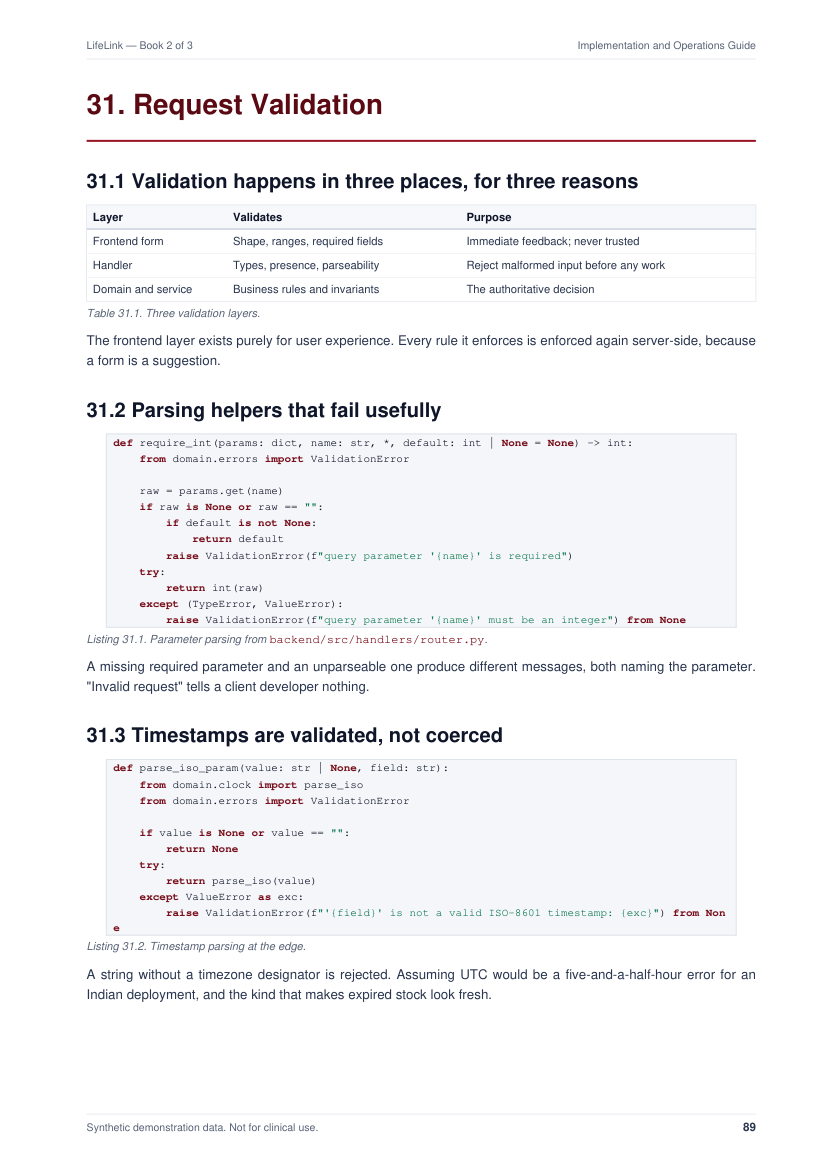 LifeLink — Book 2 of 3
Implementation and Operations Guide
31. Request Validation
31.1 Validation happens in three places, for three reasons
Layer Validates Purpose
Frontend form Shape, ranges, required fields Immediate feedback; never trusted
Handler Types, presence, parseability Reject malformed input before any work
Domain and service Business rules and invariants The authoritative decision
Table 31.1. Three validation layers.
The frontend layer exists purely for user experience. Every rule it enforces is enforced again server-side, because
a form is a suggestion.
31.2 Parsing helpers that fail usefully
def require_int(params: dict, name: str, *, default: int | None = None) -> int:
    from domain.errors import ValidationError

    raw = params.get(name)
    if raw is None or raw == "":
        if default is not None:
            return default
        raise ValidationError(f"query parameter '{name}' is required")
    try:
        return int(raw)
    except (TypeError, ValueError):
        raise ValidationError(f"query parameter '{name}' must be an integer") from None
Listing 31.1. Parameter parsing from backend/src/handlers/router.py.
A missing required parameter and an unparseable one produce different messages, both naming the parameter.
"Invalid request" tells a client developer nothing.
31.3 Timestamps are validated, not coerced
def parse_iso_param(value: str | None, field: str):
    from domain.clock import parse_iso
    from domain.errors import ValidationError

    if value is None or value == "":
        return None
    try:
        return parse_iso(value)
    except ValueError as exc:
        raise ValidationError(f"'{field}' is not a valid ISO-8601 timestamp: {exc}") from Non
e
Listing 31.2. Timestamp parsing at the edge.
A string without a timezone designator is rejected. Assuming UTC would be a five-and-a-half-hour error for an
Indian deployment, and the kind that makes expired stock look fresh.
Synthetic demonstration data. Not for clinical use.
89